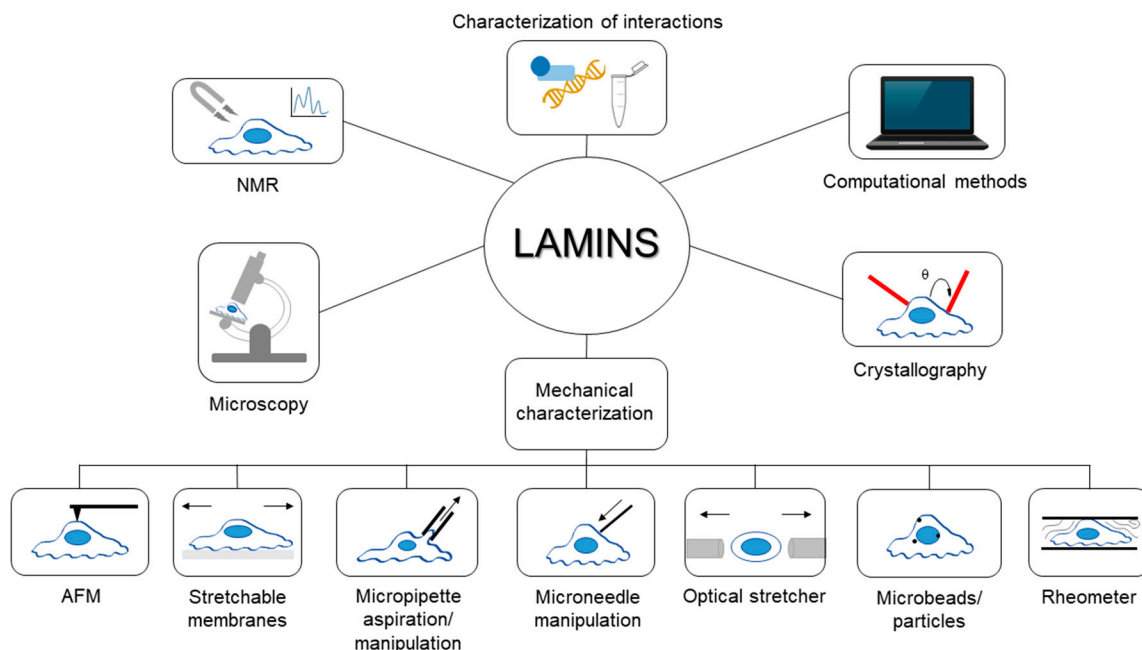 Characterization of interactions
NMR
Computational methods
LAMINS
θ
Microscopy
Crystallography
Mechanical
characterization
AFM
Stretchable
membranes
Micropipette
aspiration/
manipulation
Microneedle
manipulation
Optical stretcher
Microbeads/
particles
Rheometer